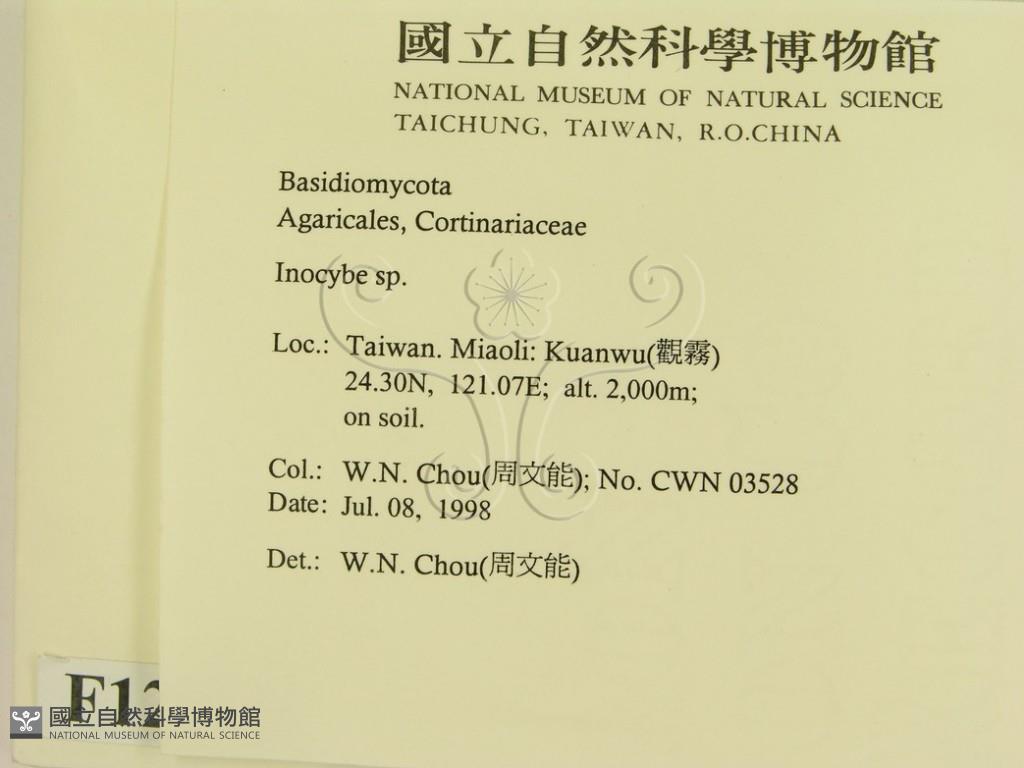 國立自然科學博物館
NATIONAL MUSEUM OF NATURAL SCIENCE
TAICHUNG, TAIWAN, R.O.CHINA
Basidiomycota
Agaricales, Cortinariaceae
Inocybe sp.
Loc.: Taiwan. Miaoli: Kuanwu(觀霧)
24.30N, 121.07E; alt. 2,000m;
on soil.
Col.: W.N. Chou(周文能); No. CWN 03528
Date: Jul. 08, 1998
Det.: W.N. Chou(周文能)
F12
國立自然科學博物館
NATIONAL MUSEUM OF NATURAL SCIENCE